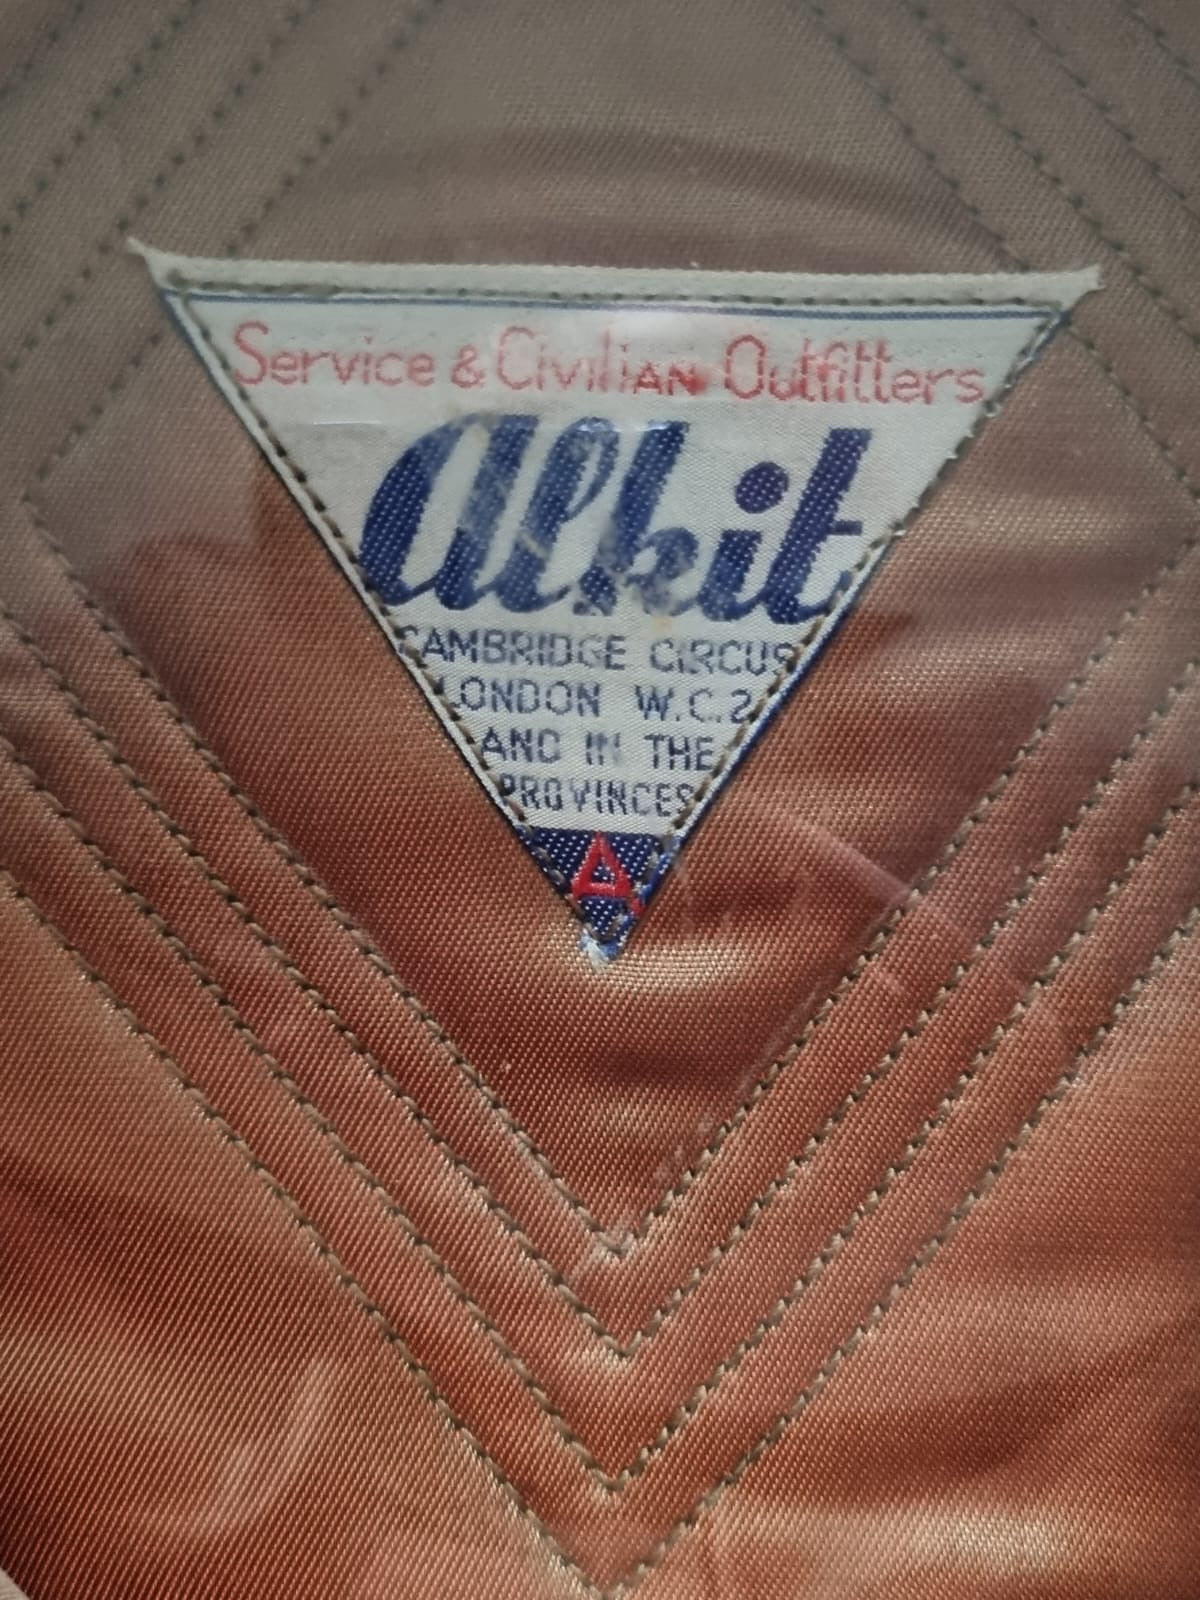 Service & Civilian Outfitters
Alkit
CAMBRIDGE CIRCUS
LONDON W.C.2
AND IN THE
PROVINCES
A